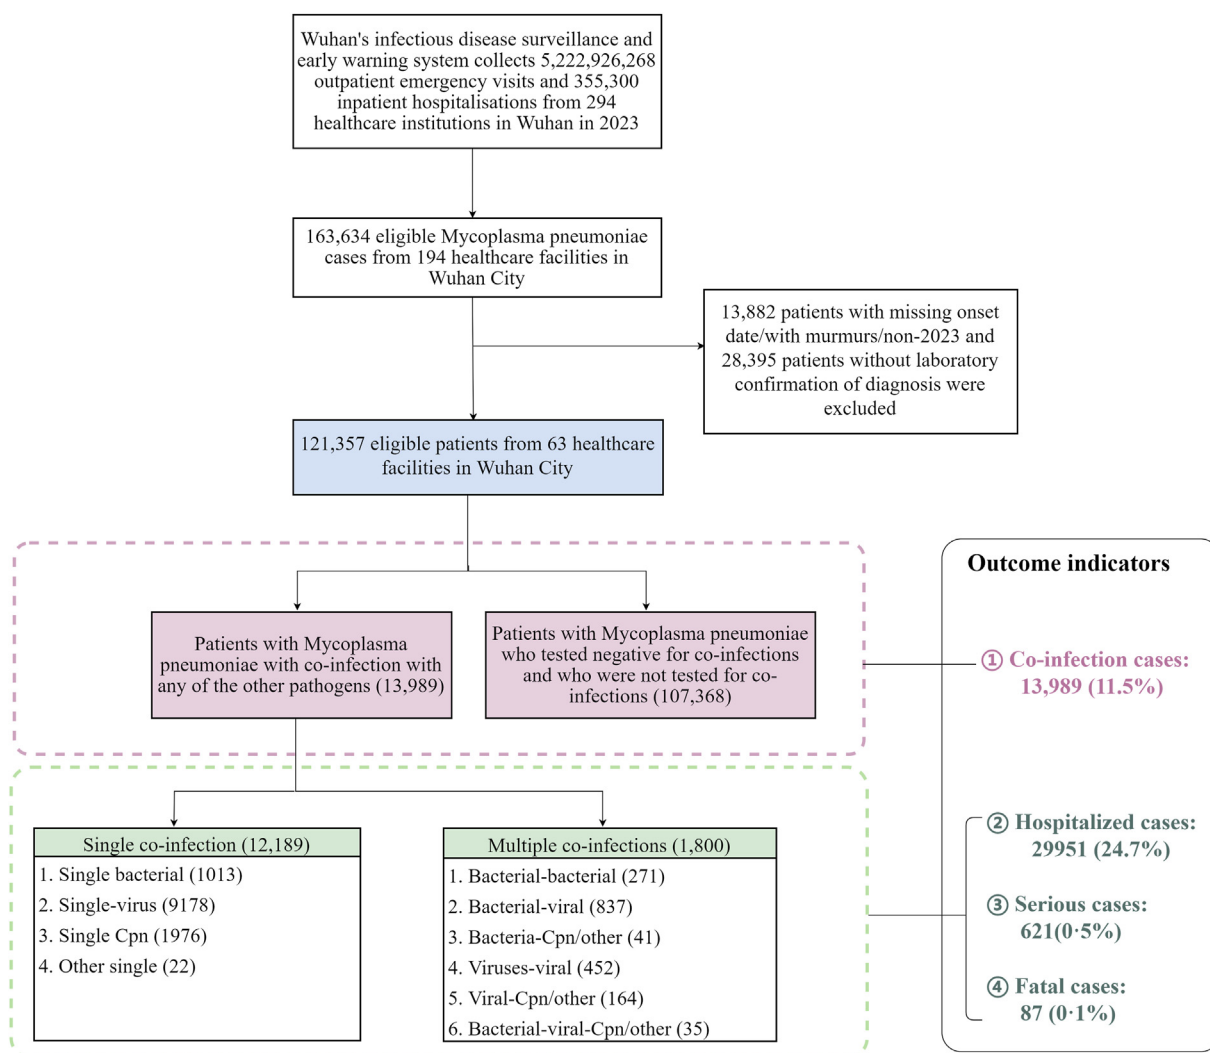 Wuhan's infectious disease surveillance and
early warning system collects 5,222,926,268
outpatient emergency visits and 355,300
inpatient hospitalisations from 294
healthcare institutions in Wuhan in 2023
163,634 eligible Mycoplasma pneumoniae
cases from 194 healthcare facilities in
Wuhan City
13,882 patients with missing onset
date/with murmurs/non-2023 and
28,395 patients without laboratory
confirmation of diagnosis were
excluded
121,357 eligible patients from 63 healthcare
facilities in Wuhan City
Patients with Mycoplasma
pneumoniae with co-infection with
any of the other pathogens (13,989)
Patients with Mycoplasma pneumoniae
who tested negative for co-infections
and who were not tested for co-
infections (107,368)
Single co-infection (12,189)
1. Single bacterial (1013)
2. Single-virus (9178)
3. Single Cpn (1976)
4. Other single (22)
Multiple co-infections (1,800)
1. Bacterial-bacterial (271)
2. Bacterial-viral (837)
3. Bacteria-Cpn/other (41)
4. Viruses-viral (452)
5. Viral-Cpn/other (164)
6. Bacterial-viral-Cpn/other (35)
Outcome indicators
① Co-infection cases:
13,989 (11.5%)
② Hospitalized cases:
29951 (24.7%)
③ Serious cases:
621(0·5%)
④ Fatal cases:
87 (0·1%)